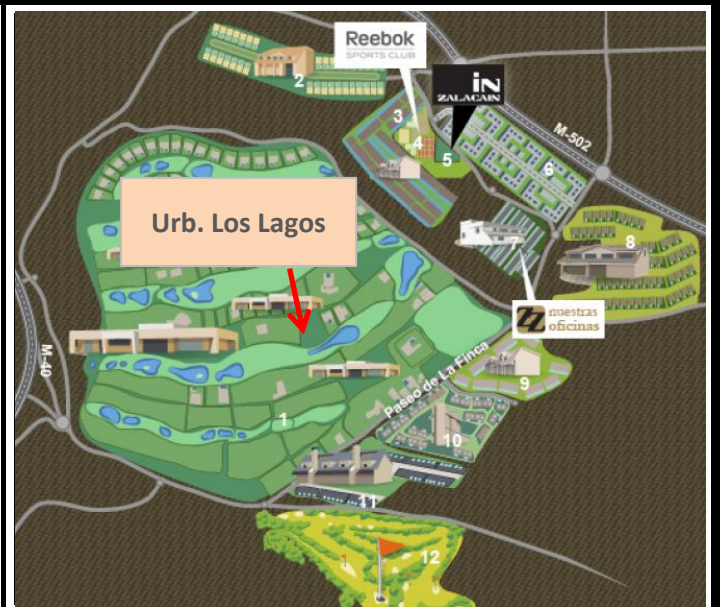 Reebok
SPORTS CLUB
2
iN
ZALACAIN
3
M-502
4
5
6
Urb. Los Lagos
7
8
nuestras
oficinas
M-40
Paseo de La Finca
9
1
10
11
12